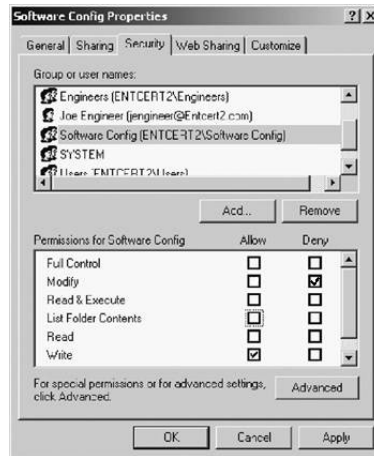 Software Config Properties
General Sharing Security Web Sharing Customize
Group or user names:
Engineers (ENTCERT2\Engineers)
Joe Engineer (jengineer@Entcert2.com)
Software Config (ENTCERT2\Software Config)
SYSTEM
Users (ENTCERT2\Users)
Add... Remove
Permissions for Software Config Allow Deny
Full Control
Modify
Read & Execute
List Folder Contents
Read
Write
For special permissions or for advanced settings,
click Advanced.
Advanced
OK Cancel Apply